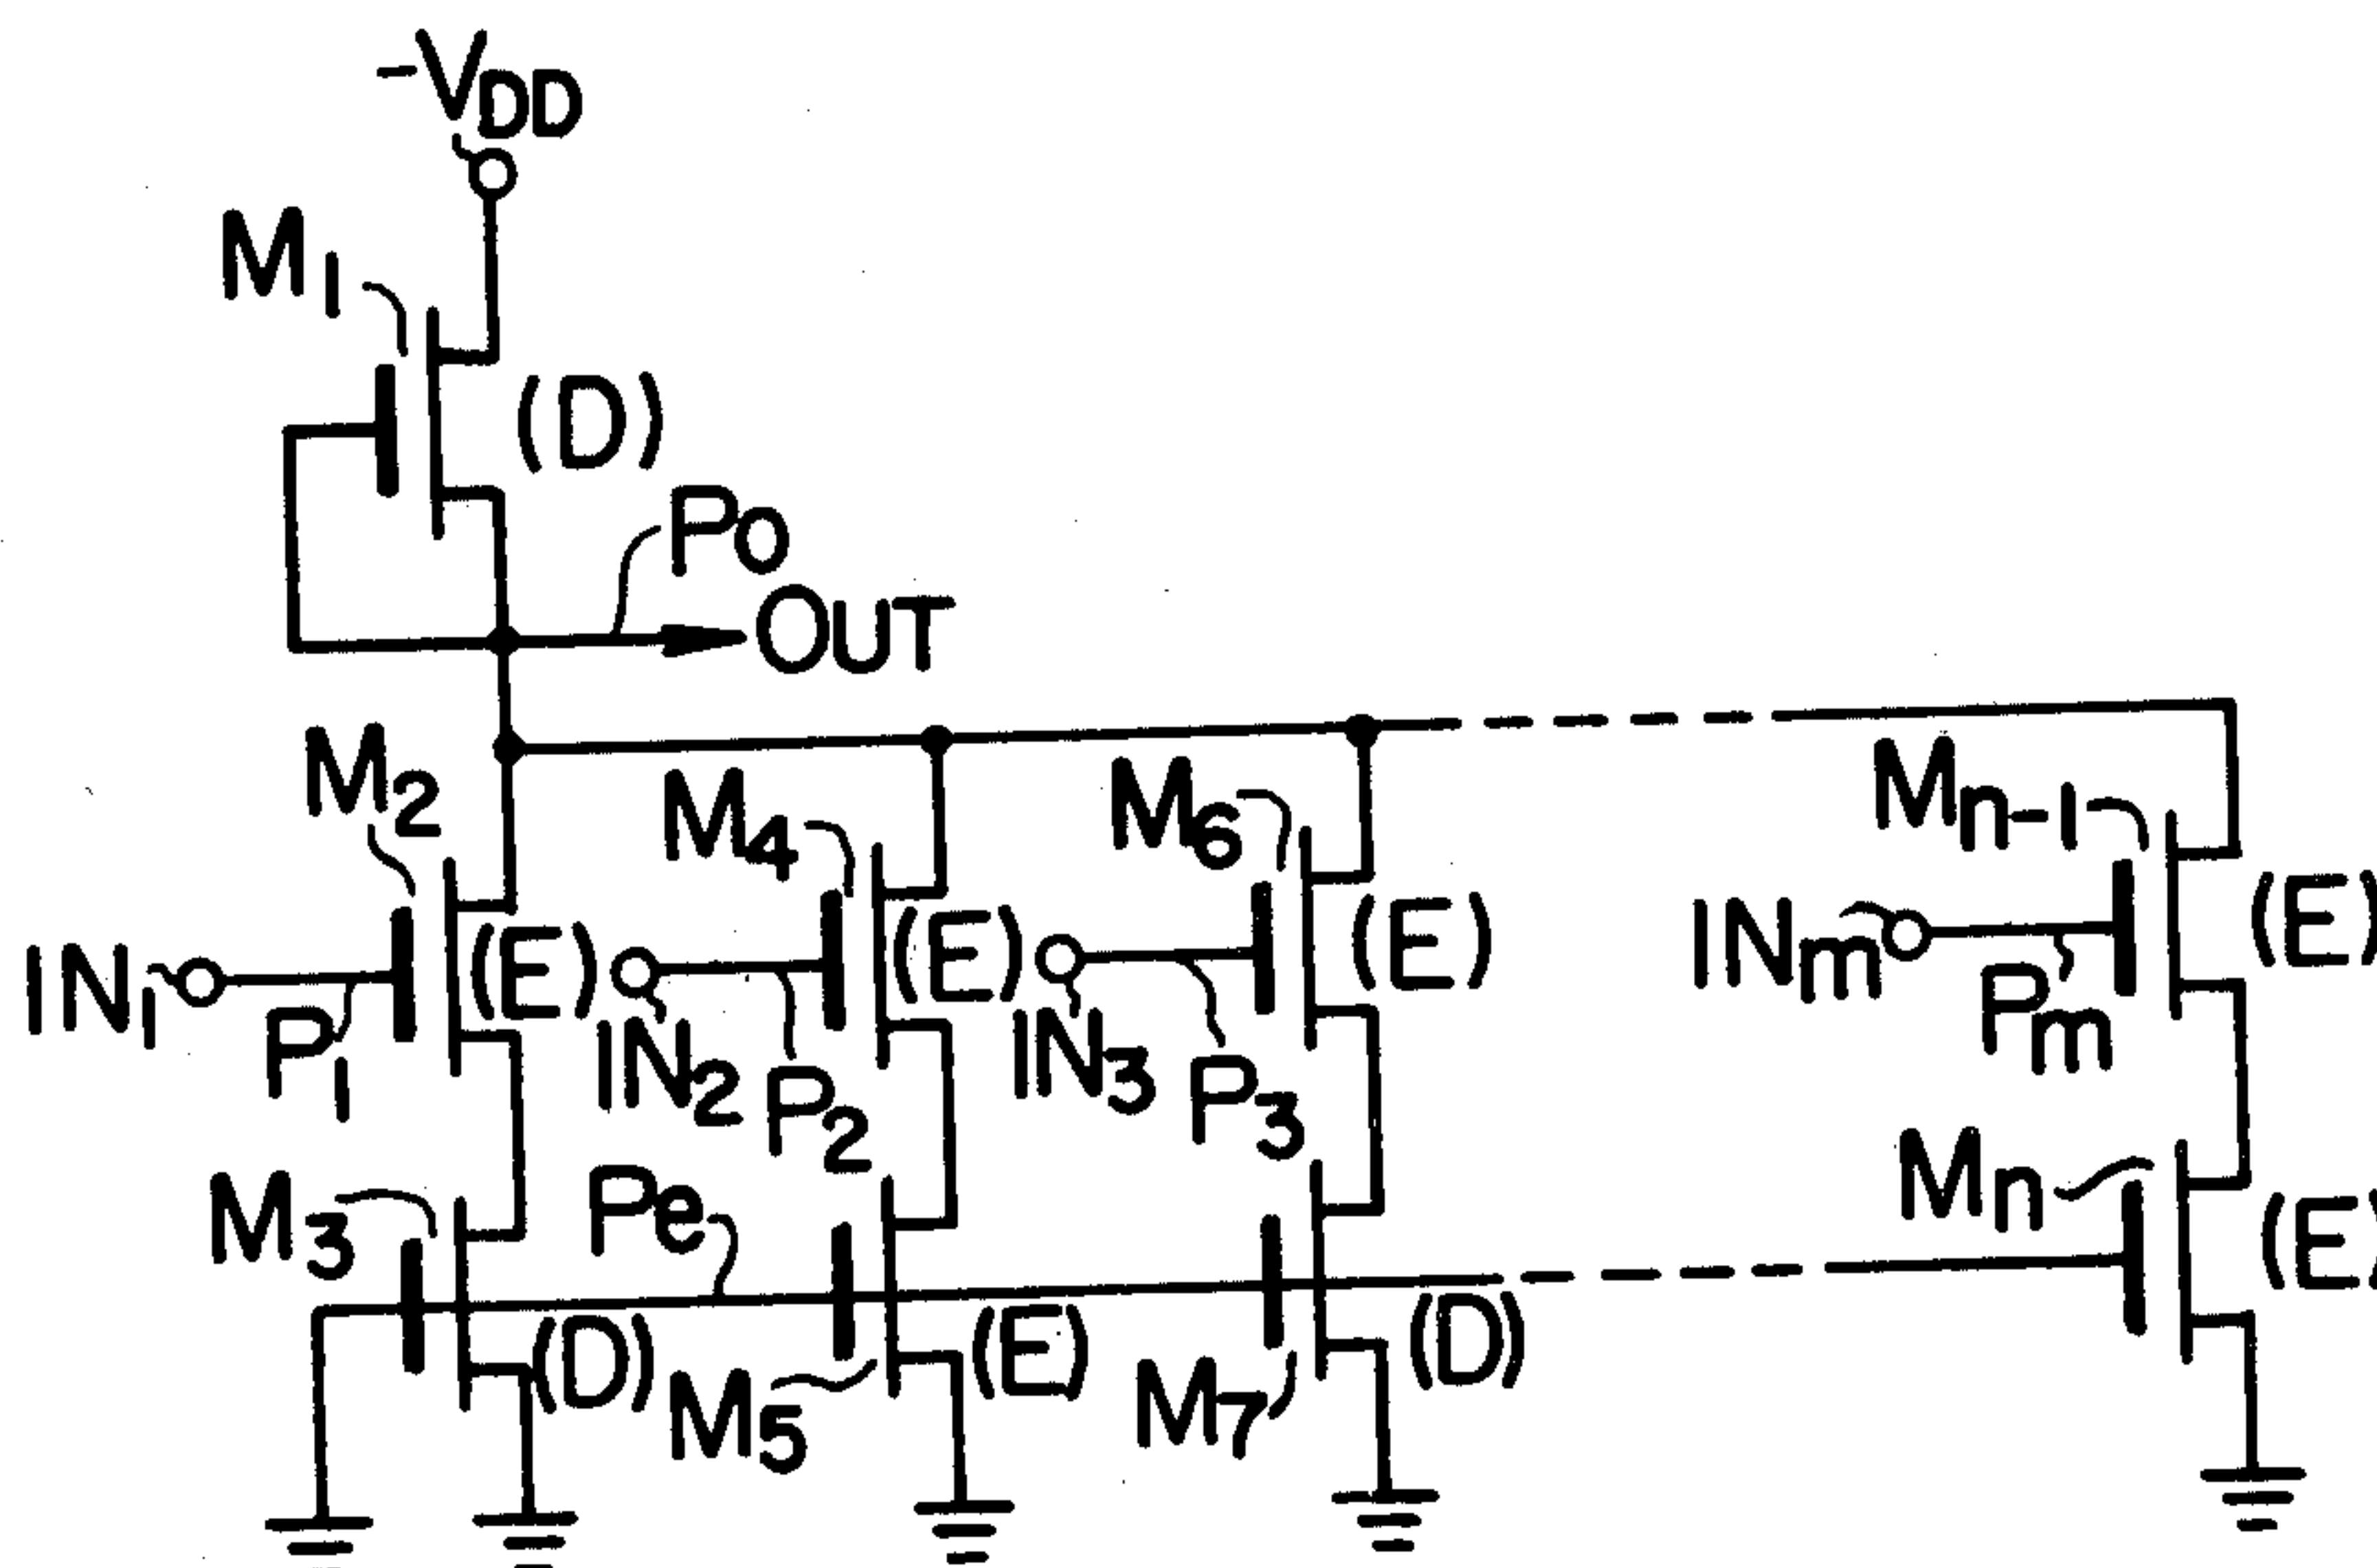 -VDD
M1
(D)
Po
OUT
M2
M4
M6
Mn-1
IN1
(E)
(E)
(E)
INm
(E)
P1
IN2
P2
IN3
P3
Pm
M3
Pe
Mn
(E)
(D)
M5
(E)
M7
(D)